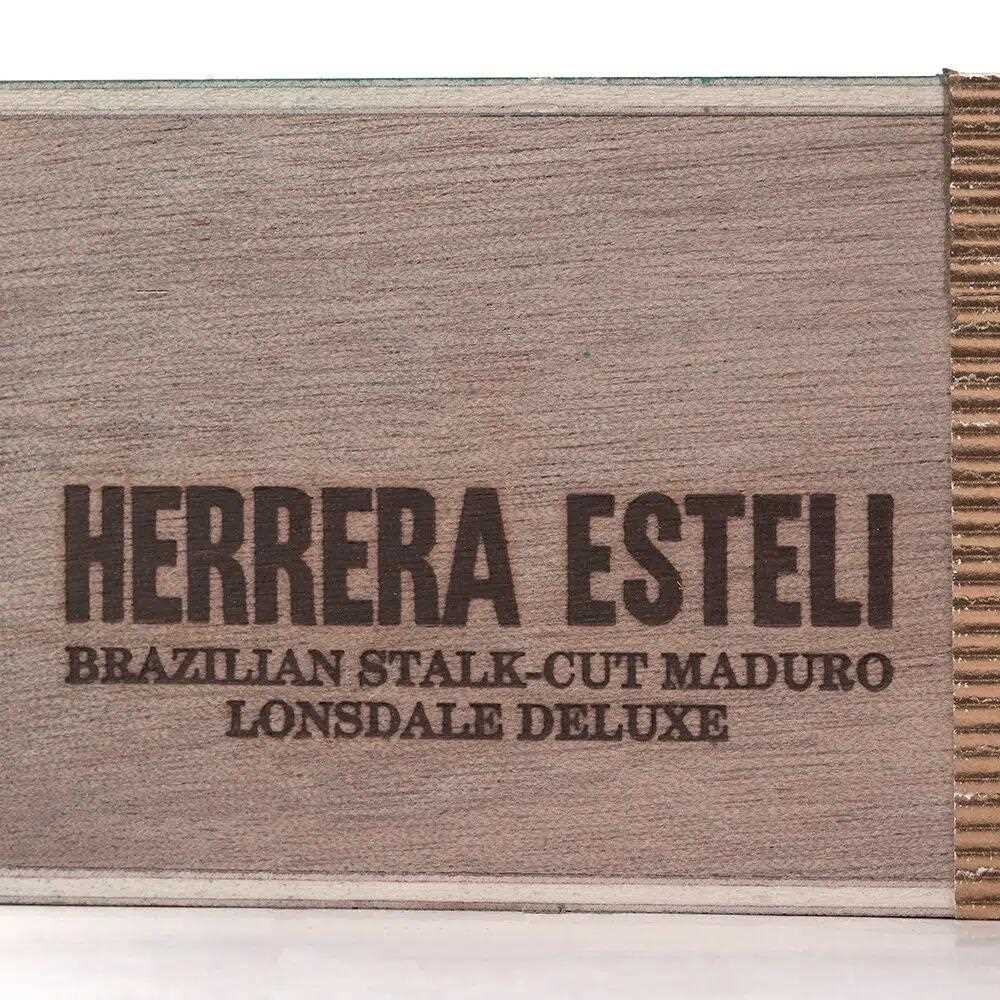 HERRERA ESTELI
BRAZILIAN STALK-CUT MADURO
LONSDALE DELUXE